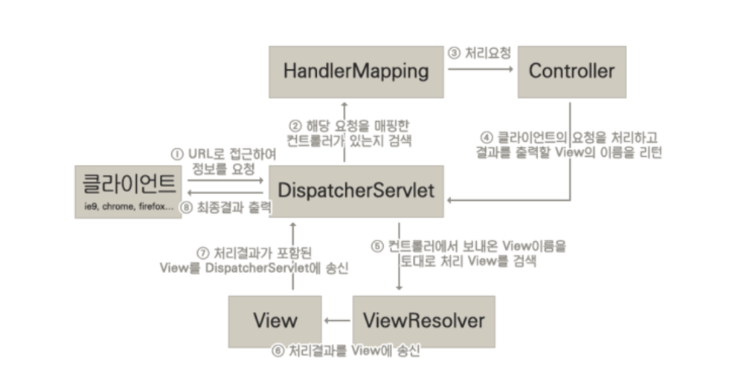 HandlerMapping
③ 처리요청
Controller
② 해당 요청을 매핑한
컨트롤러가 있는지 검색
④ 클라이언트의 요청을 처리하고
결과를 출력할 View의 이름을 리턴
① URL로 접근하여
정보를 요청
클라이언트
ie9, chrome, firefox...
DispatcherServlet
⑧ 최종결과 출력
⑦ 처리결과가 포함된
View를 DispatcherServlet에 송신
⑤ 컨트롤러에서 보내온 View이름을
토대로 처리 View를 검색
View
ViewResolver
⑥ 처리결과를 View에 송신